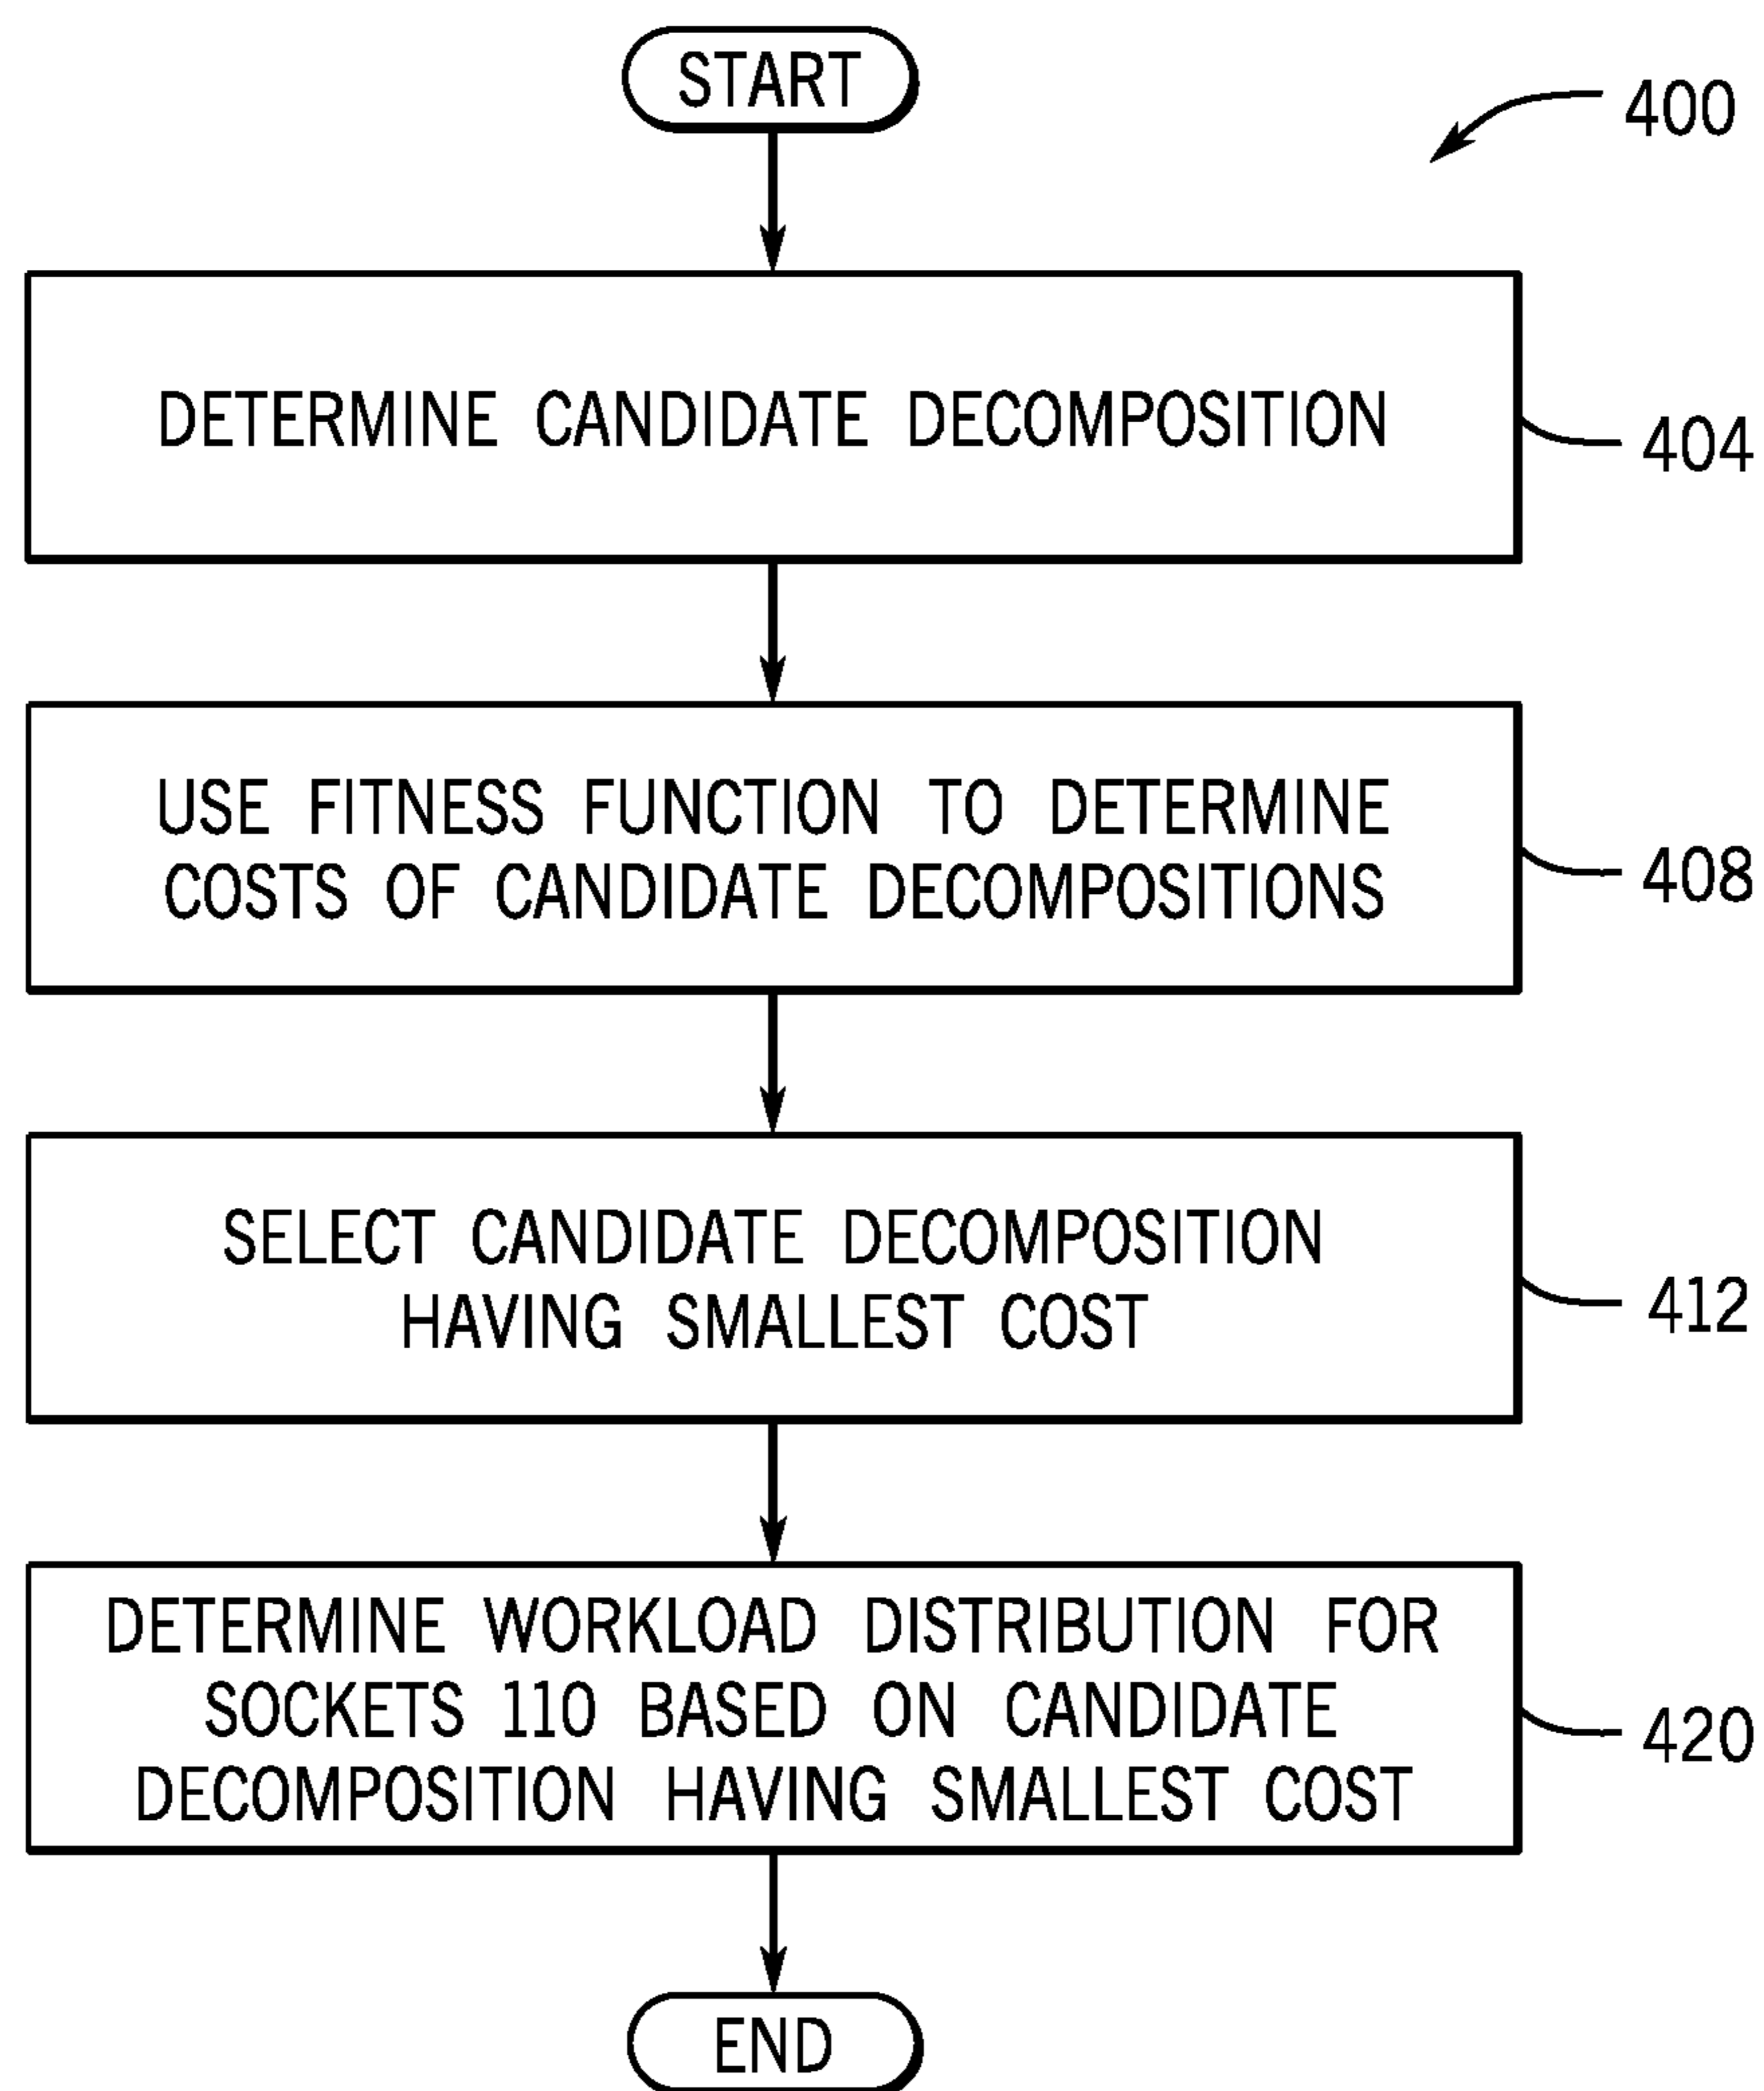 START
400
DETERMINE CANDIDATE DECOMPOSITION
404
USE FITNESS FUNCTION TO DETERMINE
COSTS OF CANDIDATE DECOMPOSITIONS
408
SELECT CANDIDATE DECOMPOSITION
HAVING SMALLEST COST
412
DETERMINE WORKLOAD DISTRIBUTION FOR
SOCKETS 110 BASED ON CANDIDATE
DECOMPOSITION HAVING SMALLEST COST
420
END